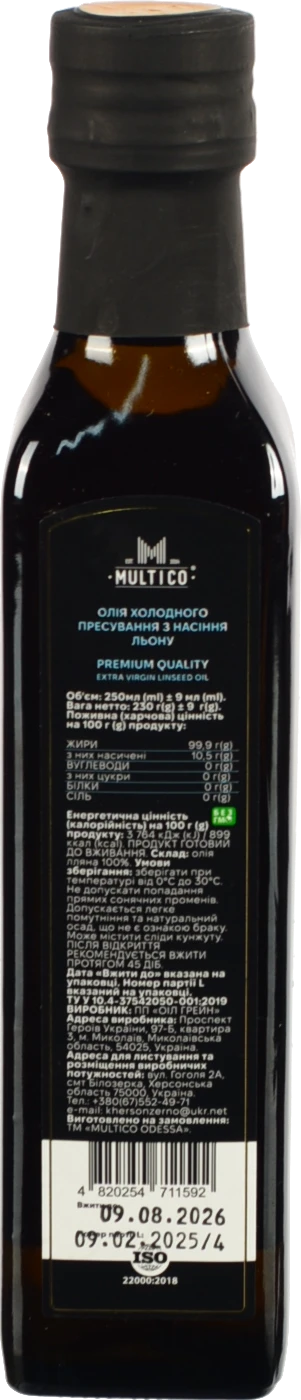 MULTICO®
ОЛІЯ ХОЛОДНОГО
ПРЕСУВАННЯ З НАСІННЯ
ЛЬОНУ
PREMIUM QUALITY
EXTRA VIRGIN LINSEED OIL
Об'єм: 250мл (ml) ± 9 мл (ml).
Вага нетто: 230 г(g) ± 9 г(g).
Поживна (харчова) цінність
на 100 г (g) продукту:
ЖИРИ 99,9 г(g)
з них насичені 10,5 г(g)
ВУГЛЕВОДИ 0 г(g)
з них цукри 0 г(g)
БІЛКИ 0 г(g)
СІЛЬ 0 г(g)
БЕЗ ГМО
Енергетична цінність
(калорійність) на 100 г (g)
продукту: 3 764 кДж (kJ) / 899
ккал (kcal). ПРОДУКТ ГОТОВИЙ
ДО ВЖИВАННЯ. Склад: олія
лляна 100%. Умови
зберігання: зберігати при
температурі від 0°С до 30°С.
Не допускати попадання
прямих сонячних променів.
Допускається легке
помутніння та натуральний
осад, що не є ознакою браку.
Може містити сліди кунжуту.
ПІСЛЯ ВІДКРИТТЯ
РЕКОМЕНДУЄТЬСЯ ВЖИТИ
ПРОТЯГОМ 45 ДІБ.
Дата «Вжити до» вказана на
упаковці. Номер партії L
вказаний на упаковці.
ТУ У 10.4-37542050-001:2019
ВИРОБНИК: ПП «ОІЛ ГРЕЙН»
Адреса виробника: Проспект
Героїв України, 97-Б, квартира
3, м. Миколаїв, Миколаївська
область, 54025, Україна.
Адреса для листування та
розміщення виробничих
потужностей: вул. Гоголя 2А,
смт Білозерка, Херсонська
область 75000, Україна.
Тел.: +380(67)552-49-71
e-mail: khersonzerno@ukr.net
Виготовлено на замовлення:
ТМ «MULTICO ODESSA».
4 820254 711592
Вжити
09.08.2026
L:
09.02.2025/4
ISO
22000:2018